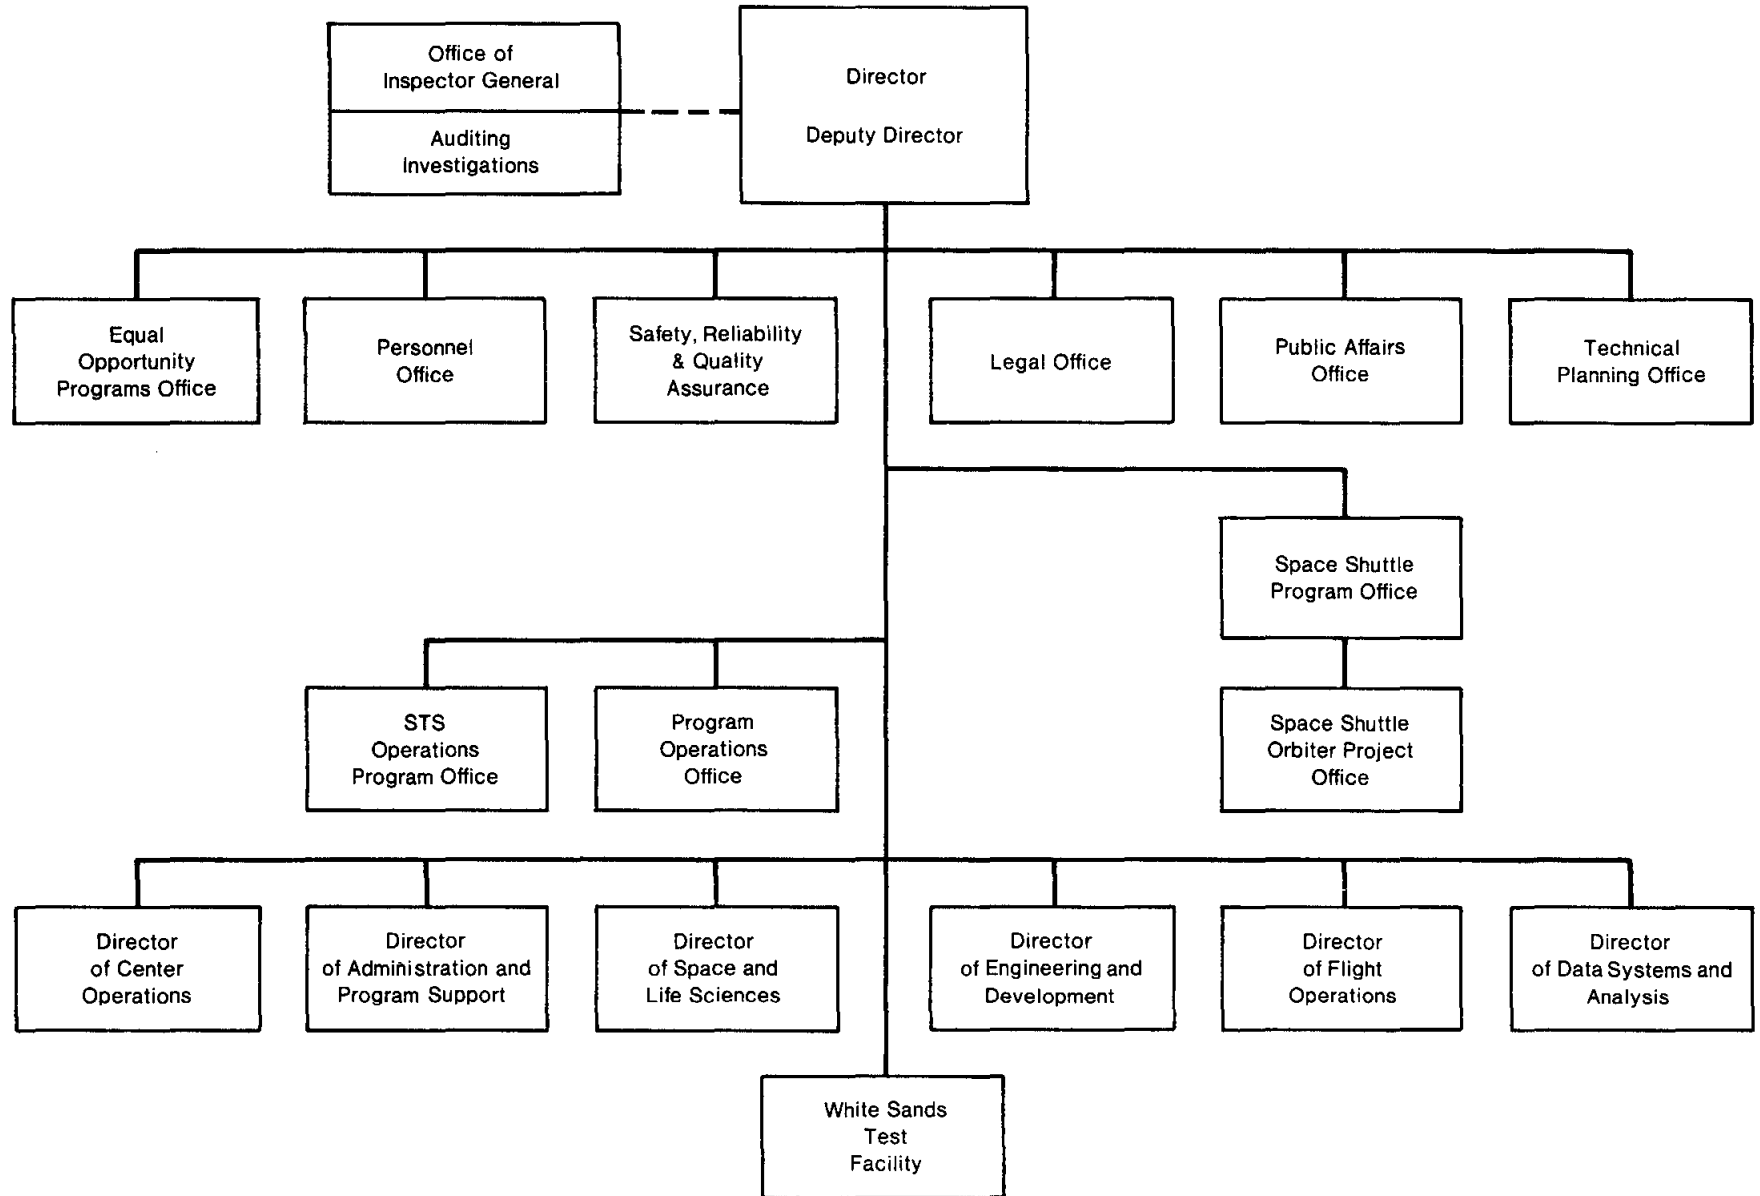 Office of
Inspector General
Auditing
Investigations
Director
Deputy Director
Equal
Opportunity
Programs Office
Personnel
Office
Safety, Reliability
& Quality
Assurance
Legal Office
Public Affairs
Office
Technical
Planning Office
Space Shuttle
Program Office
STS
Operations
Program Office
Program
Operations
Office
Space Shuttle
Orbiter Project
Office
Director
of Center
Operations
Director
of Administration and
Program Support
Director
of Space and
Life Sciences
Director
of Engineering and
Development
Director
of Flight
Operations
Director
of Data Systems and
Analysis
White Sands
Test
Facility